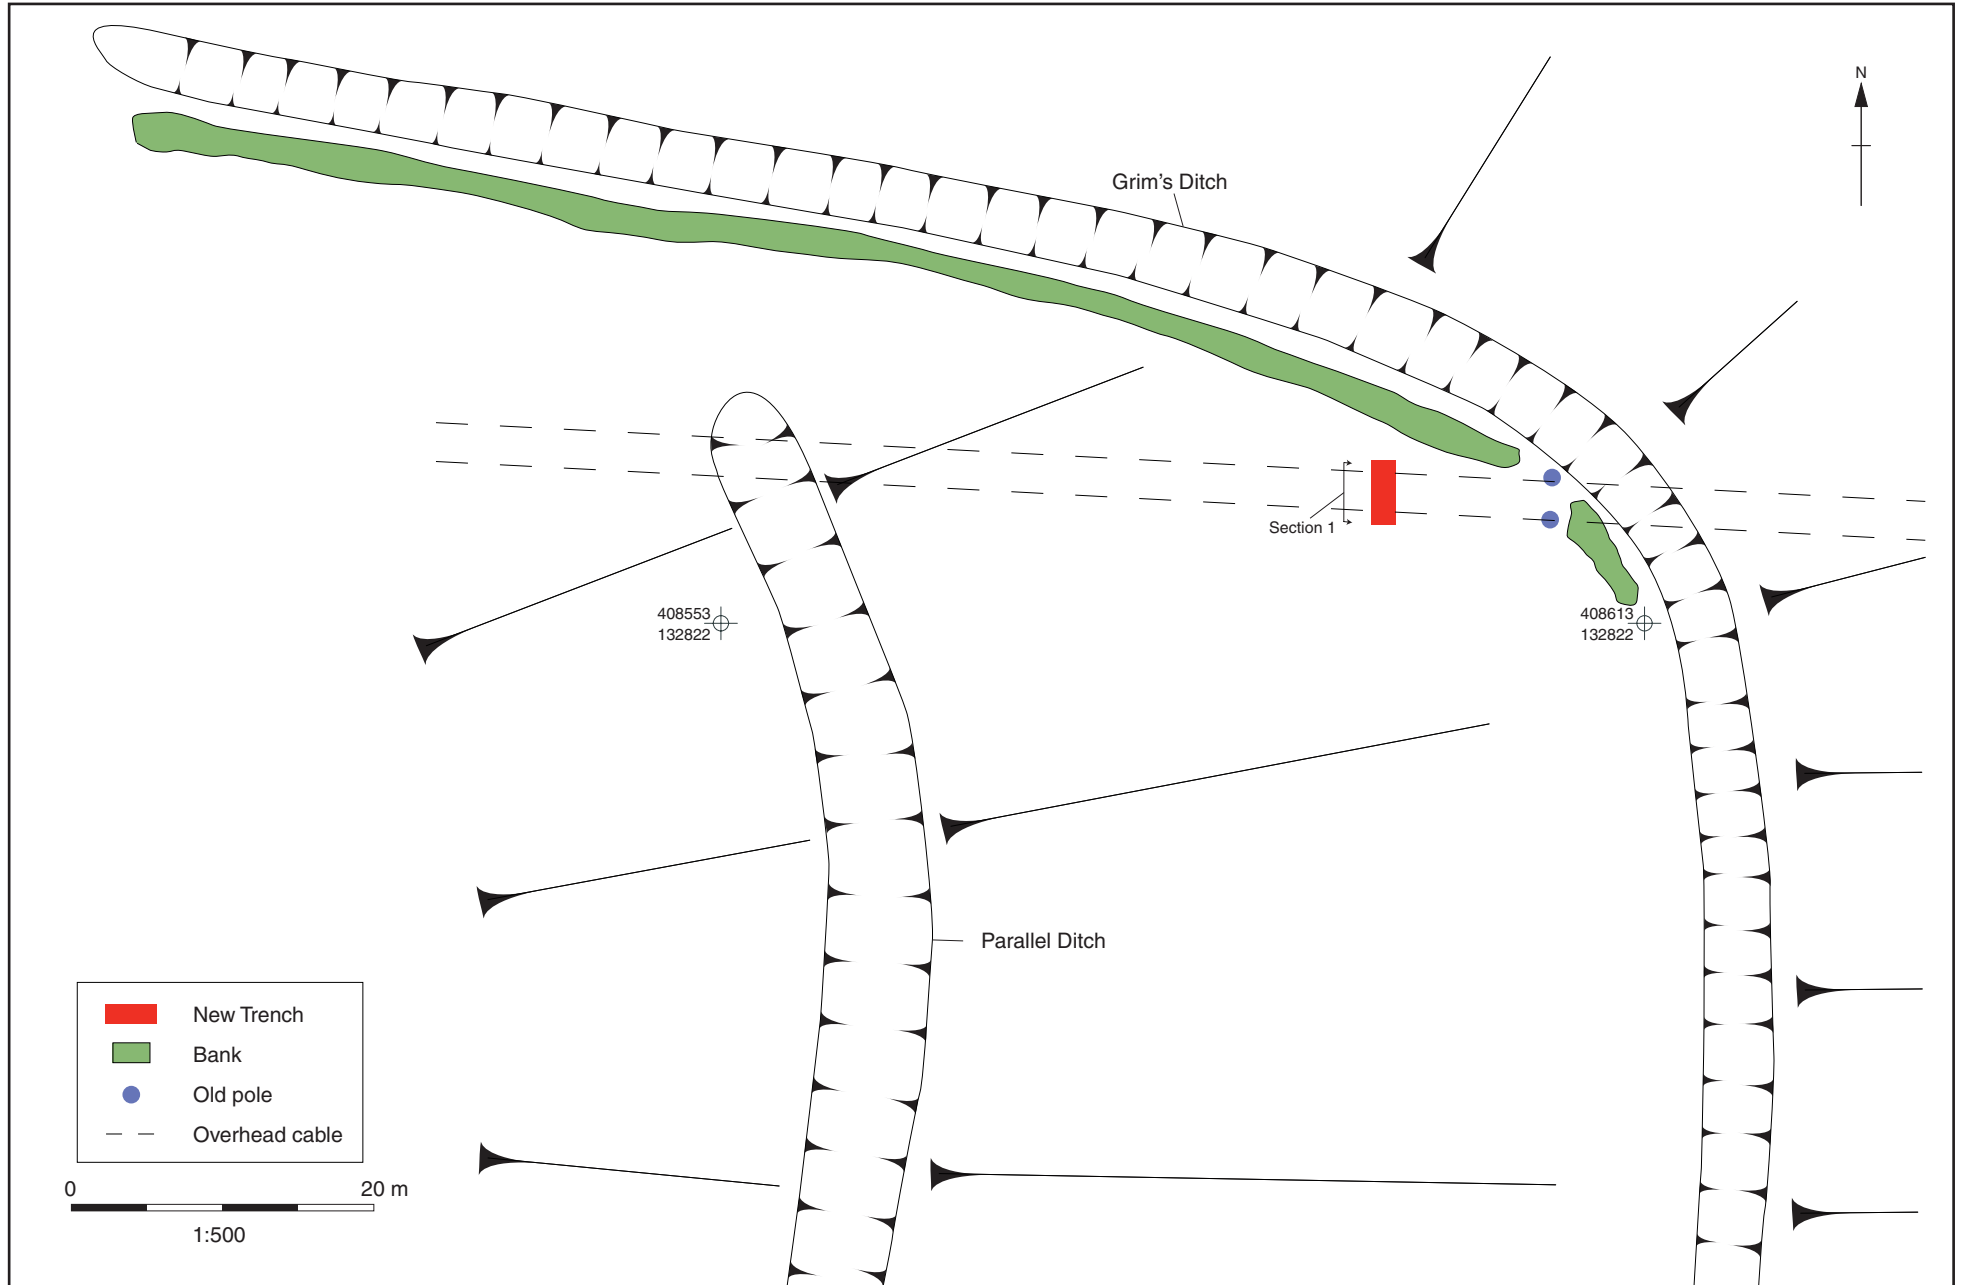 N
Grim's Ditch
Section 1
408553
132822
408613
132822
Parallel Ditch
New Trench
Bank
Old pole
Overhead cable
0 20 m
1:500